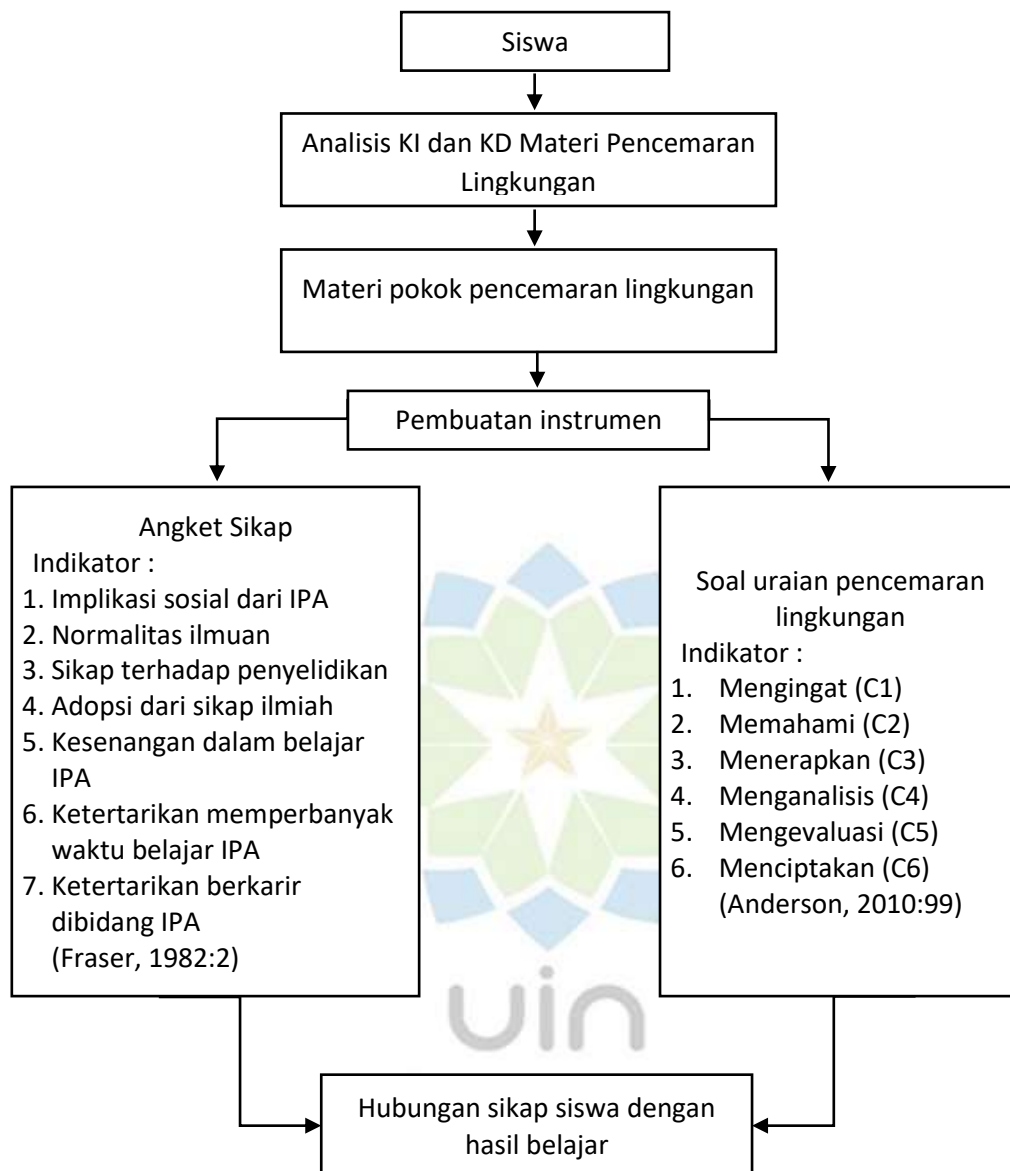 Siswa
Analisis KI dan KD Materi Pencemaran
Lingkungan
Materi pokok pencemaran lingkungan
Pembuatan instrumen
Angket Sikap
Indikator :
1. Implikasi sosial dari IPA
2. Normalitas ilmuan
3. Sikap terhadap penyelidikan
4. Adopsi dari sikap ilmiah
5. Kesenangan dalam belajar
IPA
6. Ketertarikan memperbanyak
waktu belajar IPA
7. Ketertarikan berkarir
dibidang IPA
(Fraser, 1982:2)
Soal uraian pencemaran
lingkungan
Indikator :
1. Mengingat (C1)
2. Memahami (C2)
3. Menerapkan (C3)
4. Menganalisis (C4)
5. Mengevaluasi (C5)
6. Menciptakan (C6)
(Anderson, 2010:99)
uin
Hubungan sikap siswa dengan
hasil belajar